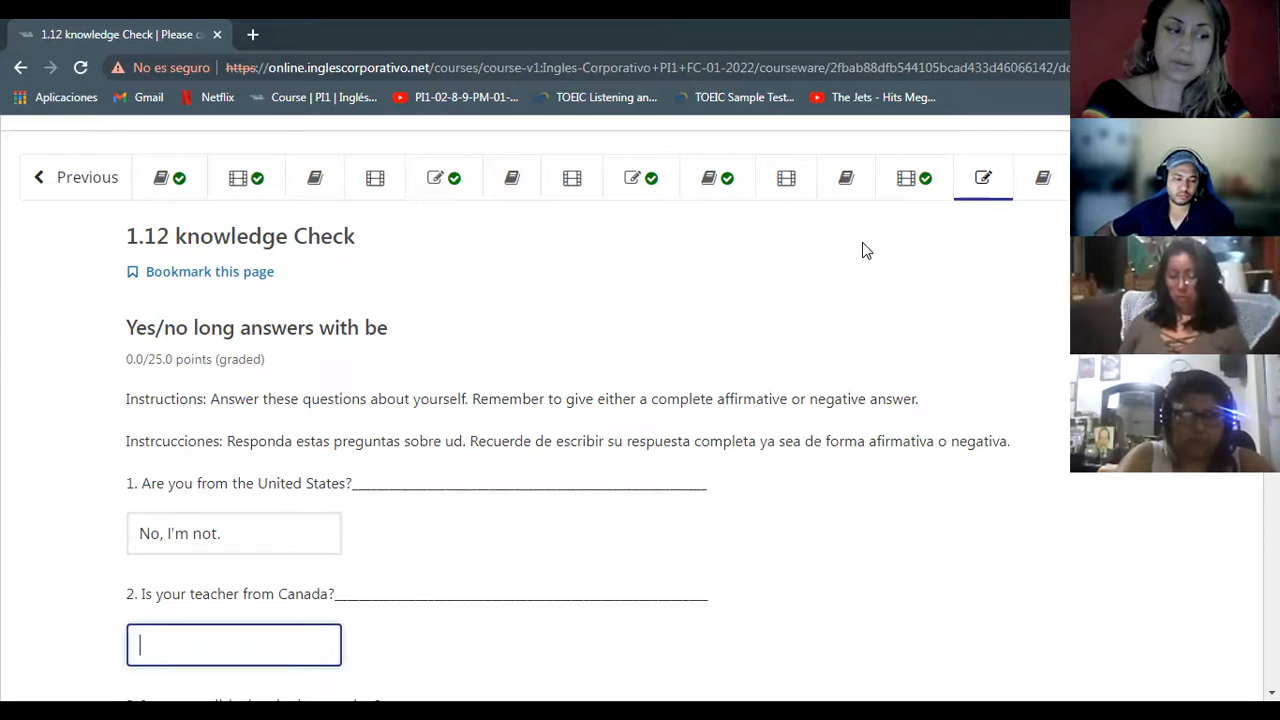 1.12 knowledge Check | Please c
No es seguro | https://online.inglescorporativo.net/courses/course-v1:Ingles-Corporativo+PI1+FC-01-2022/courseware/2fbab88dfb544105bcad433d46066142/dc
Aplicaciones Gmail Netflix Course | PI1 | Inglés... PI1-02-8-9-PM-01-... TOEIC Listening an... TOEIC Sample Test... The Jets - Hits Meg...
Previous
1.12 knowledge Check
Bookmark this page
Yes/no long answers with be
0.0/25.0 points (graded)
Instructions: Answer these questions about yourself. Remember to give either a complete affirmative or negative answer.
Instrucciones: Responda estas preguntas sobre ud. Recuerde de escribir su respuesta completa ya sea de forma afirmativa o negativa.
1. Are you from the United States?
No, I'm not.
2. Is your teacher from Canada?